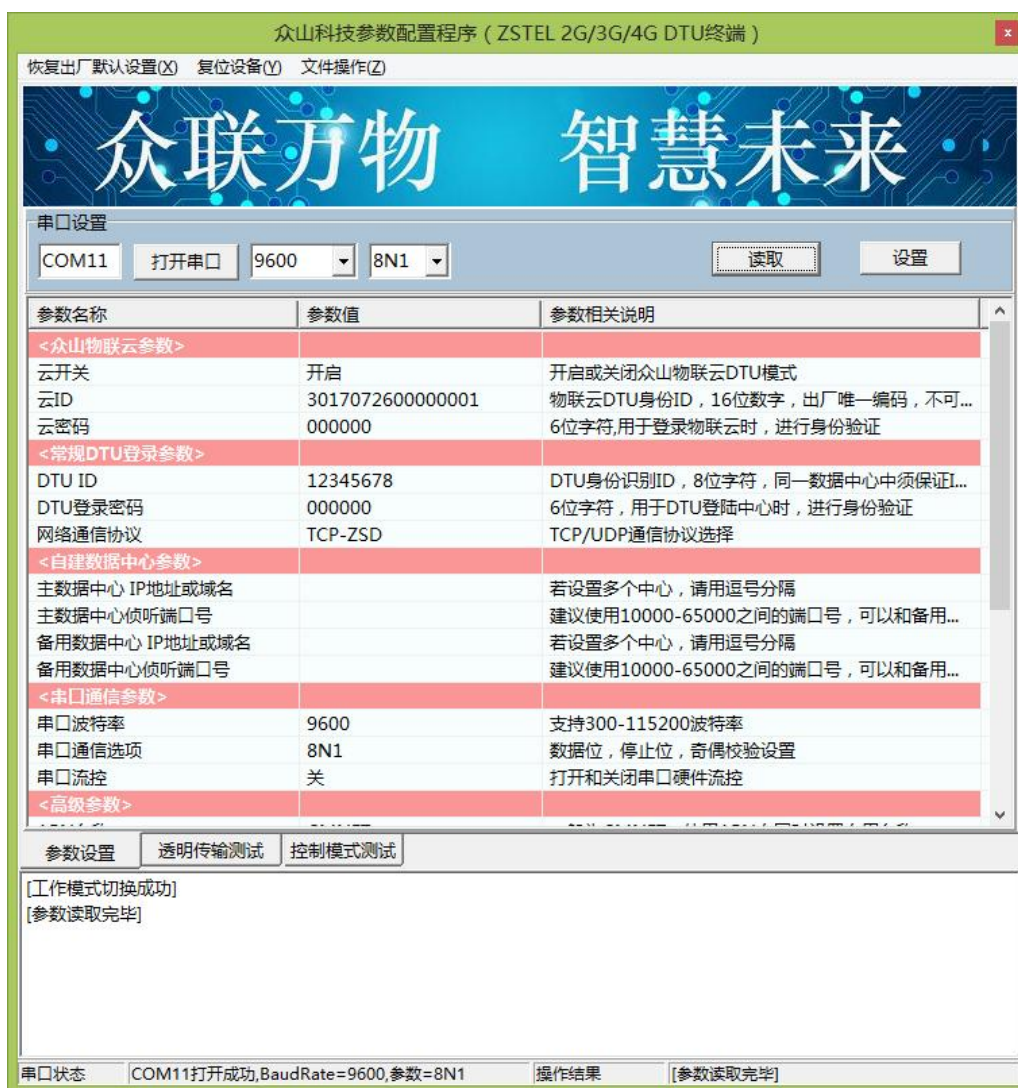 众山科技参数配置程序（ZSTEL 2G/3G/4G DTU终端）
x
恢复出厂默认设置(X) 复位设备(Y) 文件操作(Z)
众联万物 智慧未来
串口设置
COM11 打开串口 9600 8N1 读取 设置
参数名称 参数值 参数相关说明
<众山物联云参数>
云开关 开启 开启或关闭众山物联云DTU模式
云ID 3017072600000001 物联云DTU身份ID，16位数字，出厂唯一编码，不可...
云密码 000000 6位字符,用于登录物联云时，进行身份验证
<常规DTU登录参数>
DTU ID 12345678 DTU身份识别ID，8位字符，同一数据中心中须保证I...
DTU登录密码 000000 6位字符，用于DTU登陆中心时，进行身份验证
网络通信协议 TCP-ZSD TCP/UDP通信协议选择
<自建数据中心参数>
主数据中心 IP地址或域名 若设置多个中心，请用逗号分隔
主数据中心侦听端口号 建议使用10000-65000之间的端口号，可以和备用...
备用数据中心 IP地址或域名 若设置多个中心，请用逗号分隔
备用数据中心侦听端口号 建议使用10000-65000之间的端口号，可以和备用...
<串口通信参数>
串口波特率 9600 支持300-115200波特率
串口通信选项 8N1 数据位，停止位，奇偶校验设置
串口流控 关 打开和关闭串口硬件流控
<高级参数>
参数设置 透明传输测试 控制模式测试
[工作模式切换成功]
[参数读取完毕]
串口状态 COM11打开成功,BaudRate=9600,参数=8N1 操作结果 [参数读取完毕]